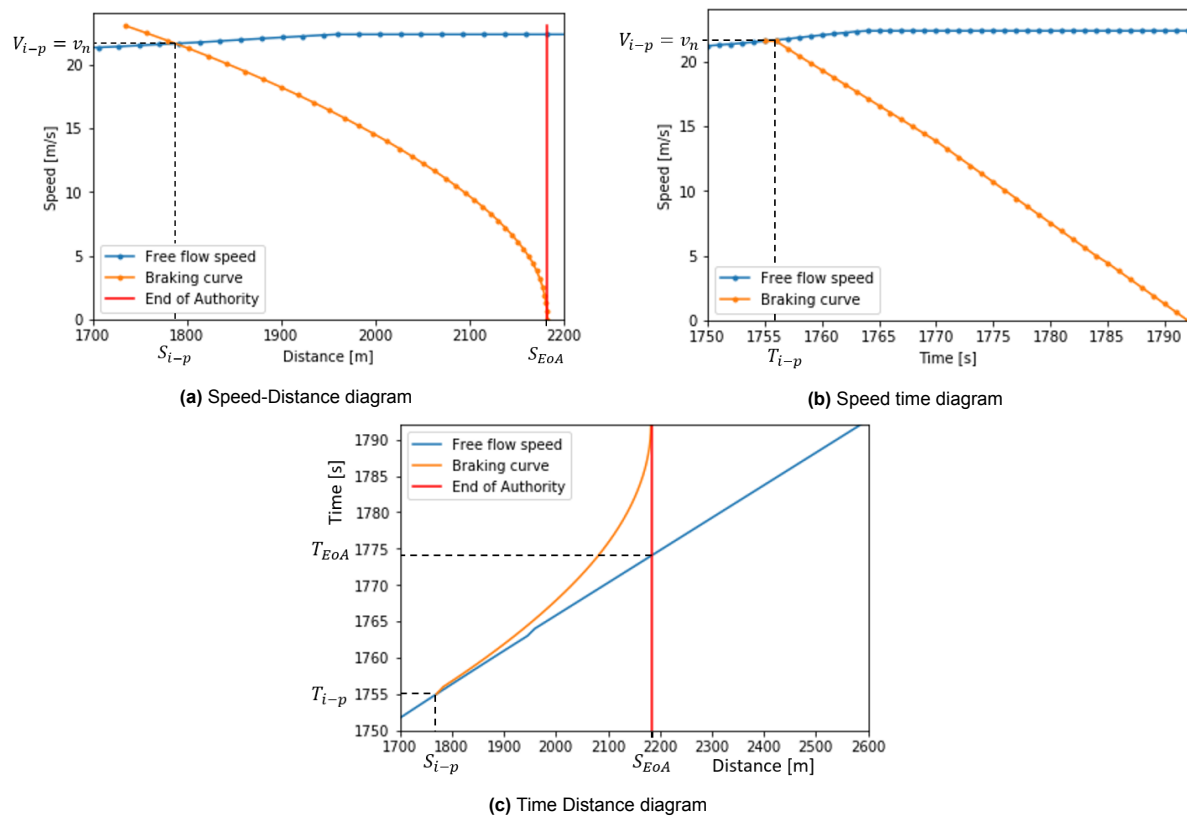 V_{i-p} = v_n
20
15
10
5
0
Speed [m/s]
Free flow speed
Braking curve
End of Authority
1700 1800 1900 2000 2100 2200
S_{i-p} Distance [m] S_{EoA}
(a) Speed-Distance diagram
V_{i-p} = v_n
20
15
10
5
0
Speed [m/s]
Free flow speed
Braking curve
1750 1755 1760 1765 1770 1775 1780 1785 1790
T_{i-p} Time [s]
(b) Speed time diagram
1790
1785
1780
T_{EoA} 1775
1770
1765
1760
T_{i-p} 1755
1750
Time [s]
Free flow speed
Braking curve
End of Authority
1700 1800 1900 2000 2100 2200 2300 2400 2500 2600
S_{i-p} S_{EoA} Distance [m]
(c) Time Distance diagram